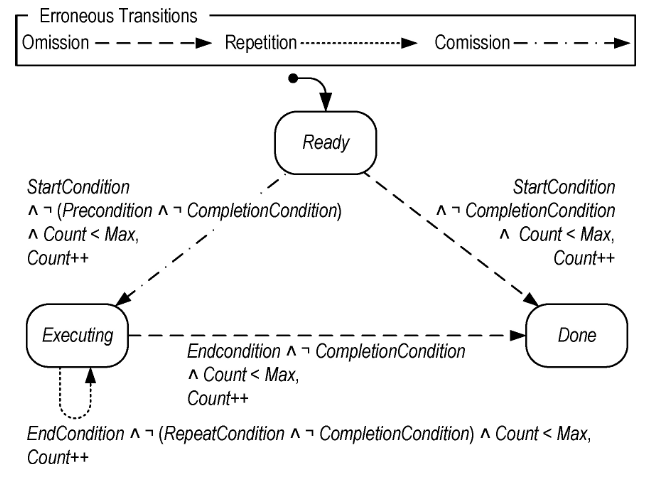 Erroneous Transitions
Omission Repetition Comission
Ready
StartCondition
∧ ¬ (Precondition ∧ ¬ CompletionCondition)
∧ Count < Max,
Count++
StartCondition
∧ ¬ CompletionCondition
∧ Count < Max,
Count++
Executing
Done
Endcondition ∧ ¬ CompletionCondition
∧ Count < Max,
Count++
EndCondition ∧ ¬ (RepeatCondition ∧ ¬ CompletionCondition) ∧ Count < Max,
Count++